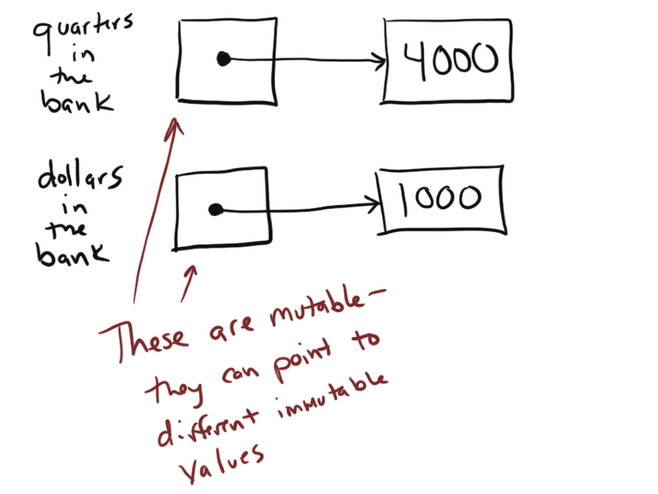 quarters
in
the
bank
4000
dollars
in
the
bank
1000
These are mutable—
they can point to
different immutable
values